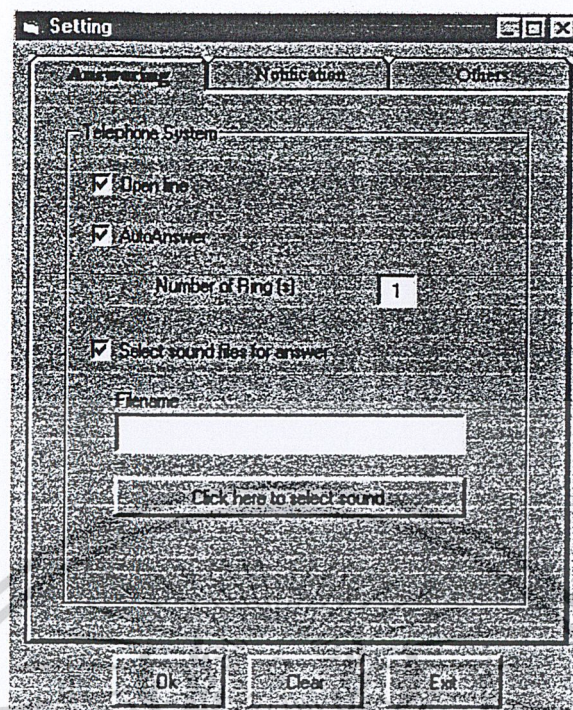 Setting
Answering Notification Others
Telephone System
Open line
AutoAnswer
Number of Ring (s) 1
Select sound files for answer
Filename
Click here to select sound
Ok Clear Exit